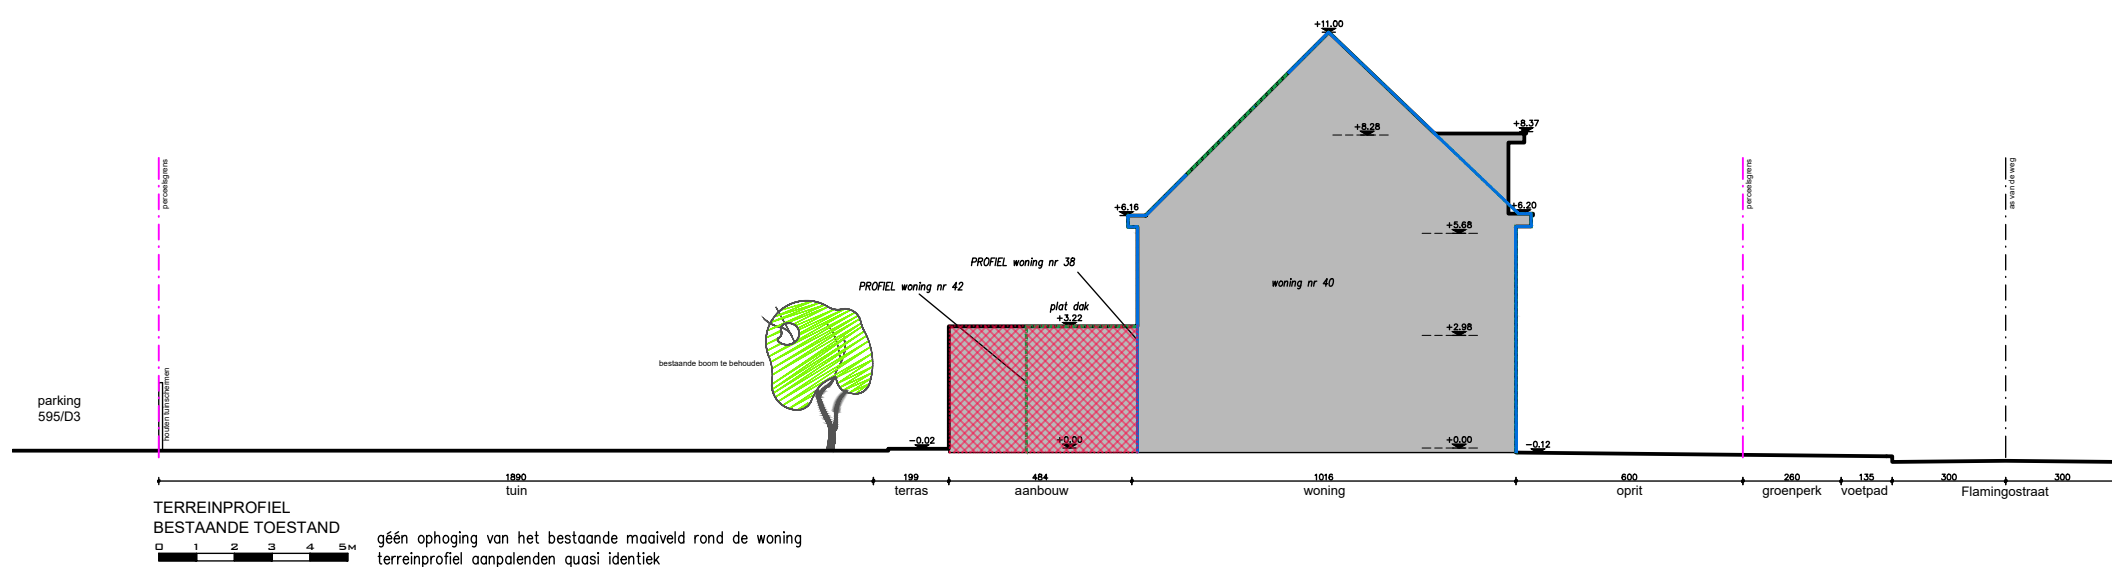 +11.00
+8.28
+8.37
perceelsgrens
perceelsgrens
as van de weg
+6.16
+6.20
+5.68
PROFIEL woning nr 38
PROFIEL woning nr 42
woning nr 40
plat dak
+3.22
+2.98
bestaande boom te behouden
houten tuinschermen
parking
595/D3
-0.02
+0.00
+0.00
-0.12
1890
199
484
1016
600
260
135
300
300
tuin
terras
aanbouw
woning
oprit
groenperk
voetpad
Flamingostraat
TERREINPROFIEL
BESTAANDE TOESTAND
0 1 2 3 4 5M
géén ophoging van het bestaande maaiveld rond de woning
terreinprofiel aanpalenden quasi identiek